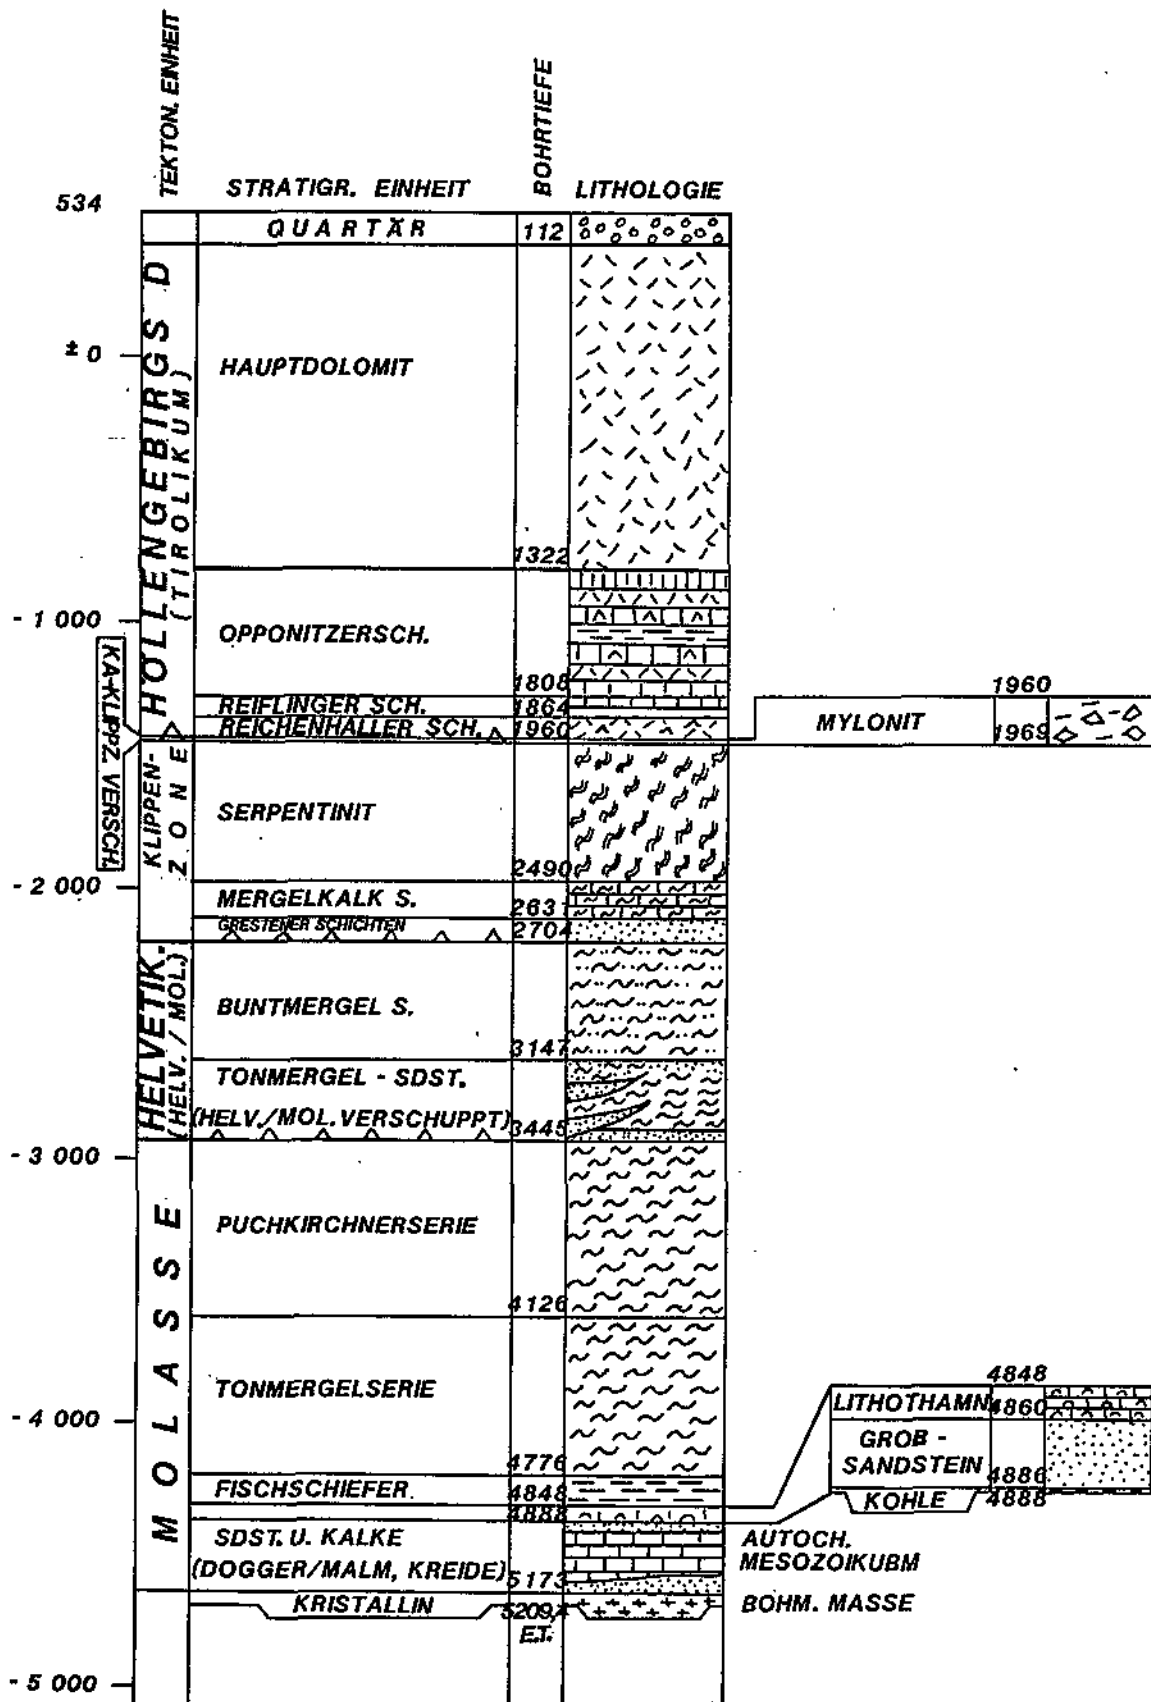 TEKTON. EINHEIT
STRATIGR. EINHEIT
BOHRTIEFE
LITHOLOGIE
534
QUARTÄR
112
HÖLLENGEBIRGS D
(TIROLIKUM)
± 0
HAUPTDOLOMIT
1322
- 1 000
OPPONITZERSCH.
1808
REIFLINGER SCH.
1864
REICHENHALLER SCH.
1960
KA-KLIPPZ. VERSCH.
1960
MYLONIT
1969
KLIPPEN-
ZONE
SERPENTINIT
2490
- 2 000
MERGELKALK S.
2631
GRESTENER SCHICHTEN
2704
HELVETIK.
(HELV./MOL.)
BUNTMERGEL S.
3147
TONMERGEL - SDST.
(HELV./MOL.VERSCHUPPT)
3445
- 3 000
MOLASSE
PUCHKIRCHNERSERIE
4126
TONMERGELSERIE
- 4 000
4776
FISCHSCHIEFER
4848
4888
4848
LITHOTHAMN
4860
GROB -
SANDSTEIN
4886
KOHLE
4888
SDST. U. KALKE
(DOGGER/MALM, KREIDE)
5173
AUTOCH.
MESOZOIKUBM
KRISTALLIN
5209,4
E.T.
BÖHM. MASSE
- 5 000